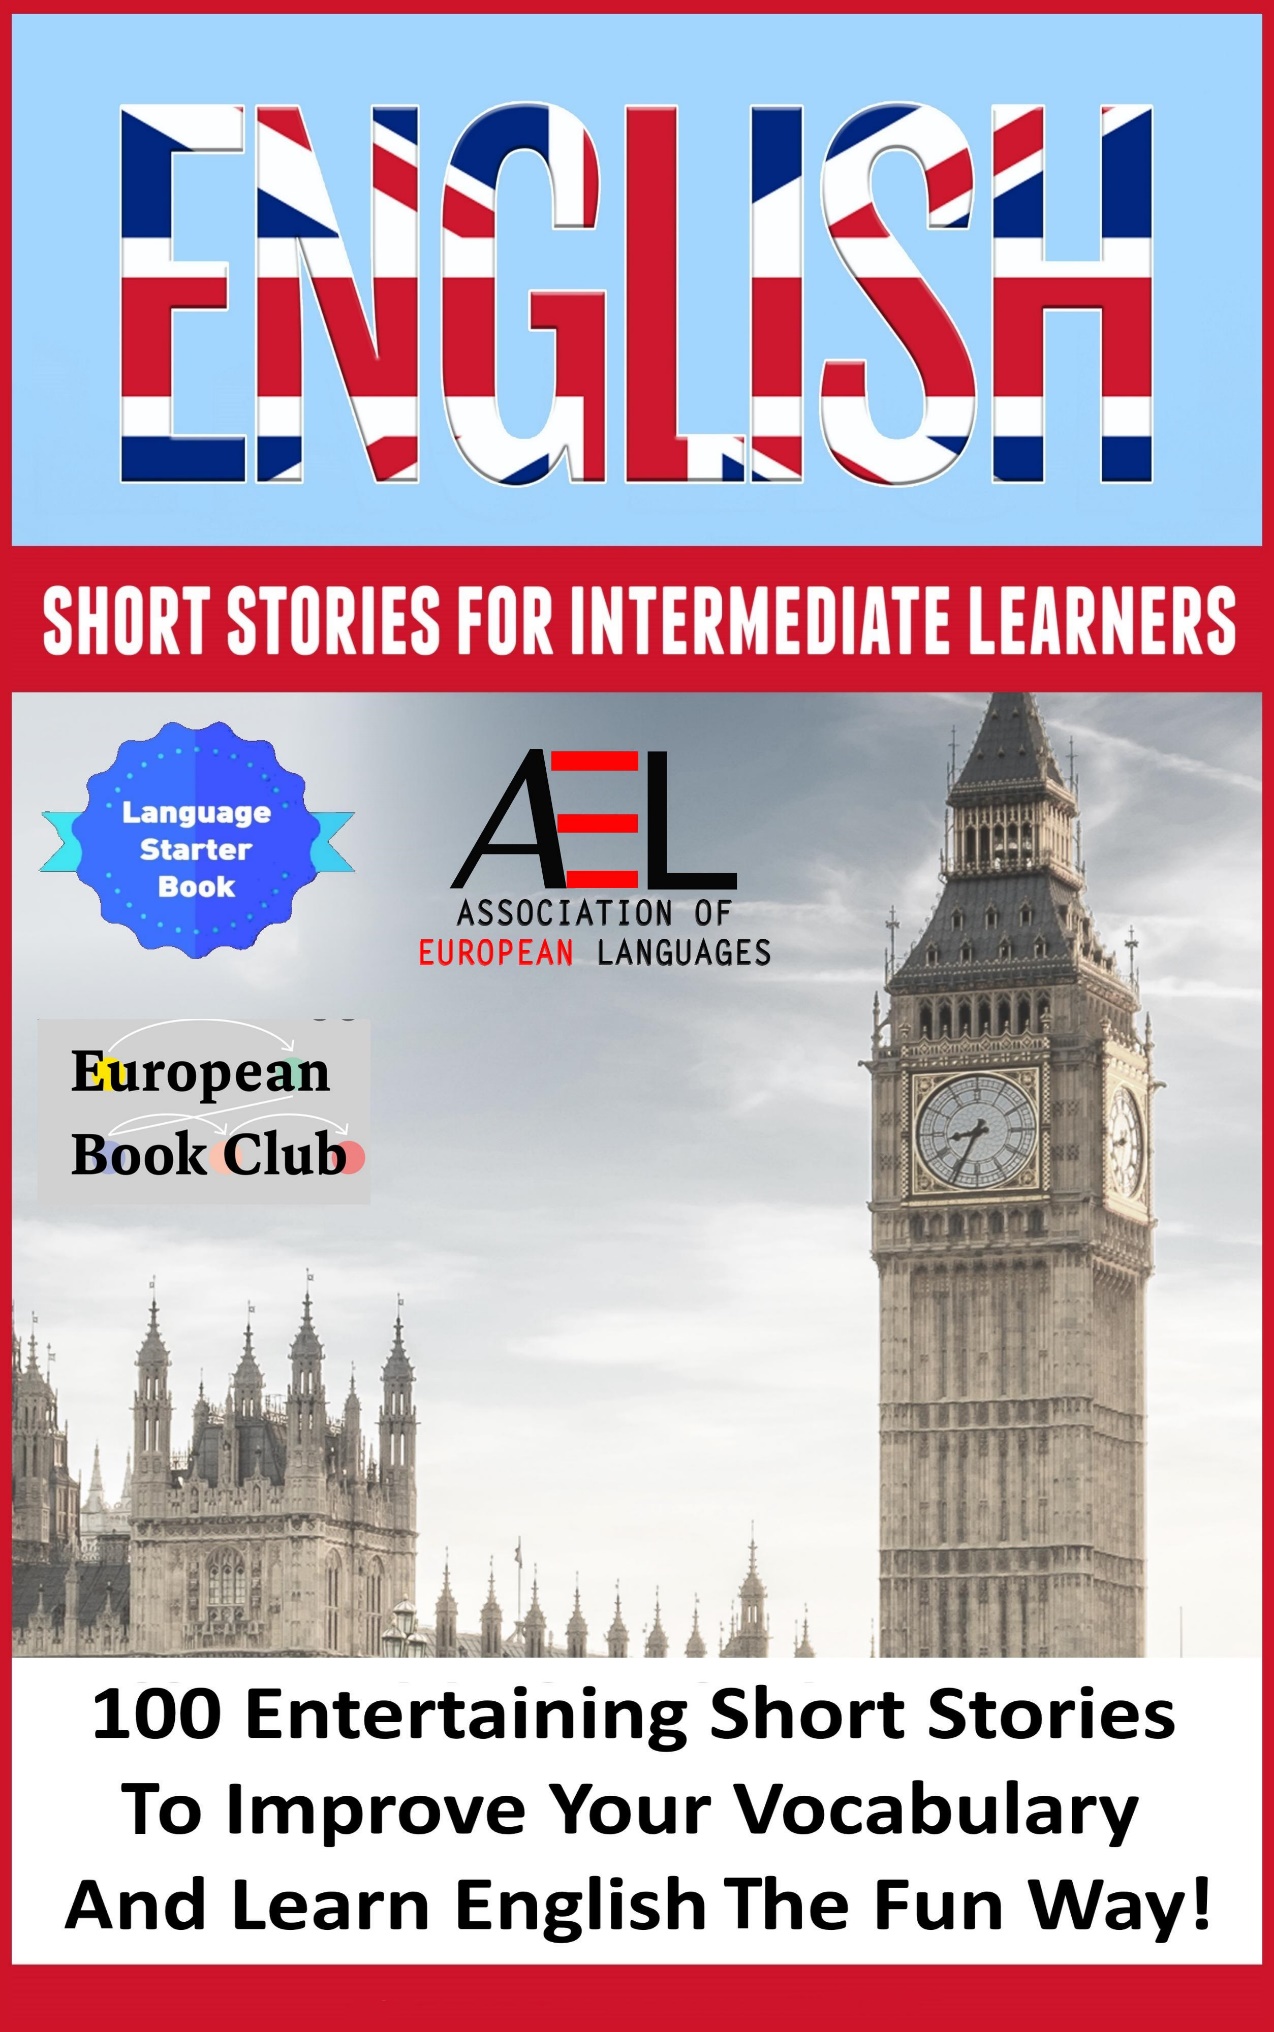 ENGLISH
SHORT STORIES FOR INTERMEDIATE LEARNERS
Language
Starter
Book
AEL
ASSOCIATION OF
EUROPEAN LANGUAGES
European
Book Club
100 Entertaining Short Stories
To Improve Your Vocabulary
And Learn English The Fun Way!